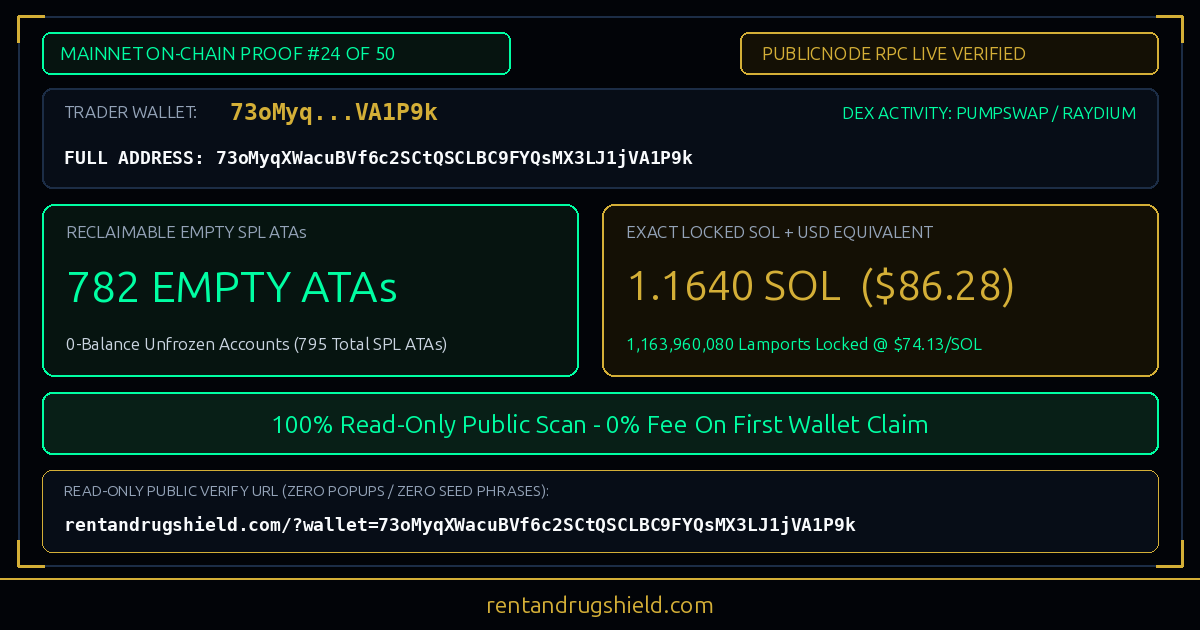 MAINNET ON-CHAIN PROOF #24 OF 50
PUBLICNODE RPC LIVE VERIFIED
TRADER WALLET: 73oMyq...VA1P9k
DEX ACTIVITY: PUMPSWAP / RAYDIUM
FULL ADDRESS: 73oMyqXWacuBVf6c2SCtQSCLBC9FYQsMX3LJ1jVA1P9k
RECLAIMABLE EMPTY SPL ATAs
782 EMPTY ATAs
0-Balance Unfrozen Accounts (795 Total SPL ATAs)
EXACT LOCKED SOL + USD EQUIVALENT
1.1640 SOL ($86.28)
1,163,960,080 Lamports Locked @ $74.13/SOL
100% Read-Only Public Scan - 0% Fee On First Wallet Claim
READ-ONLY PUBLIC VERIFY URL (ZERO POPUPS / ZERO SEED PHRASES):
rentandrugshield.com/?wallet=73oMyqXWacuBVf6c2SCtQSCLBC9FYQsMX3LJ1jVA1P9k
rentandrugshield.com